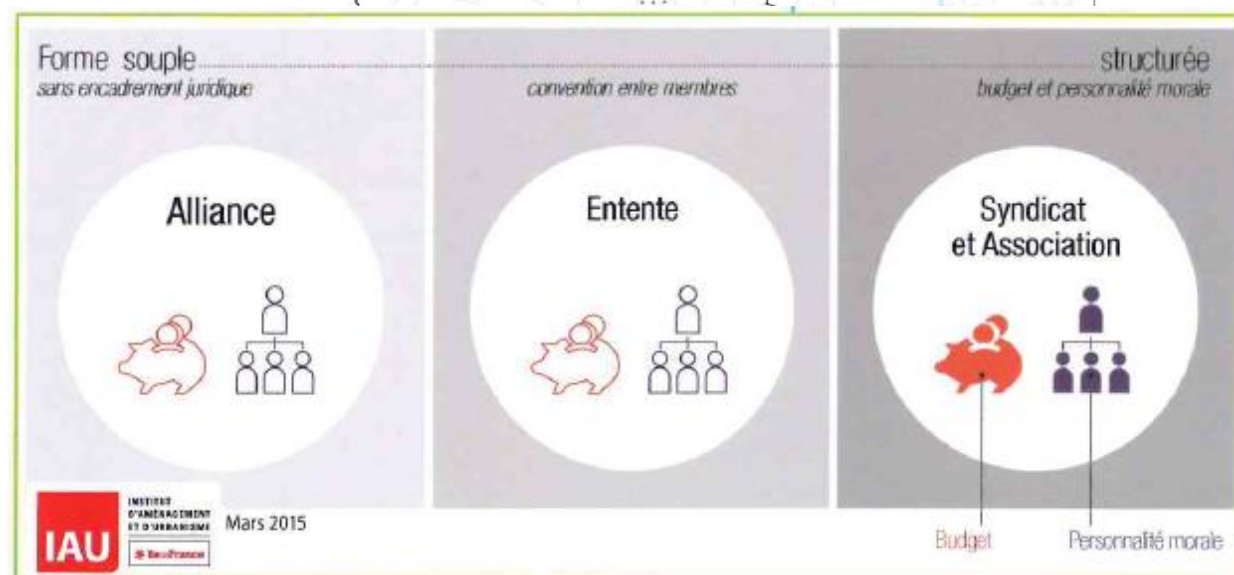 Forme souple
structurée
sans encadrement juridique
convention entre membres
budget et personnalité morale
Alliance
Entente
Syndicat
et Association
INSTITUT
D'AMÉNAGEMENT
ET D'URBANISME
IAU
îledeFrance
Mars 2015
Budget
Personnalité morale